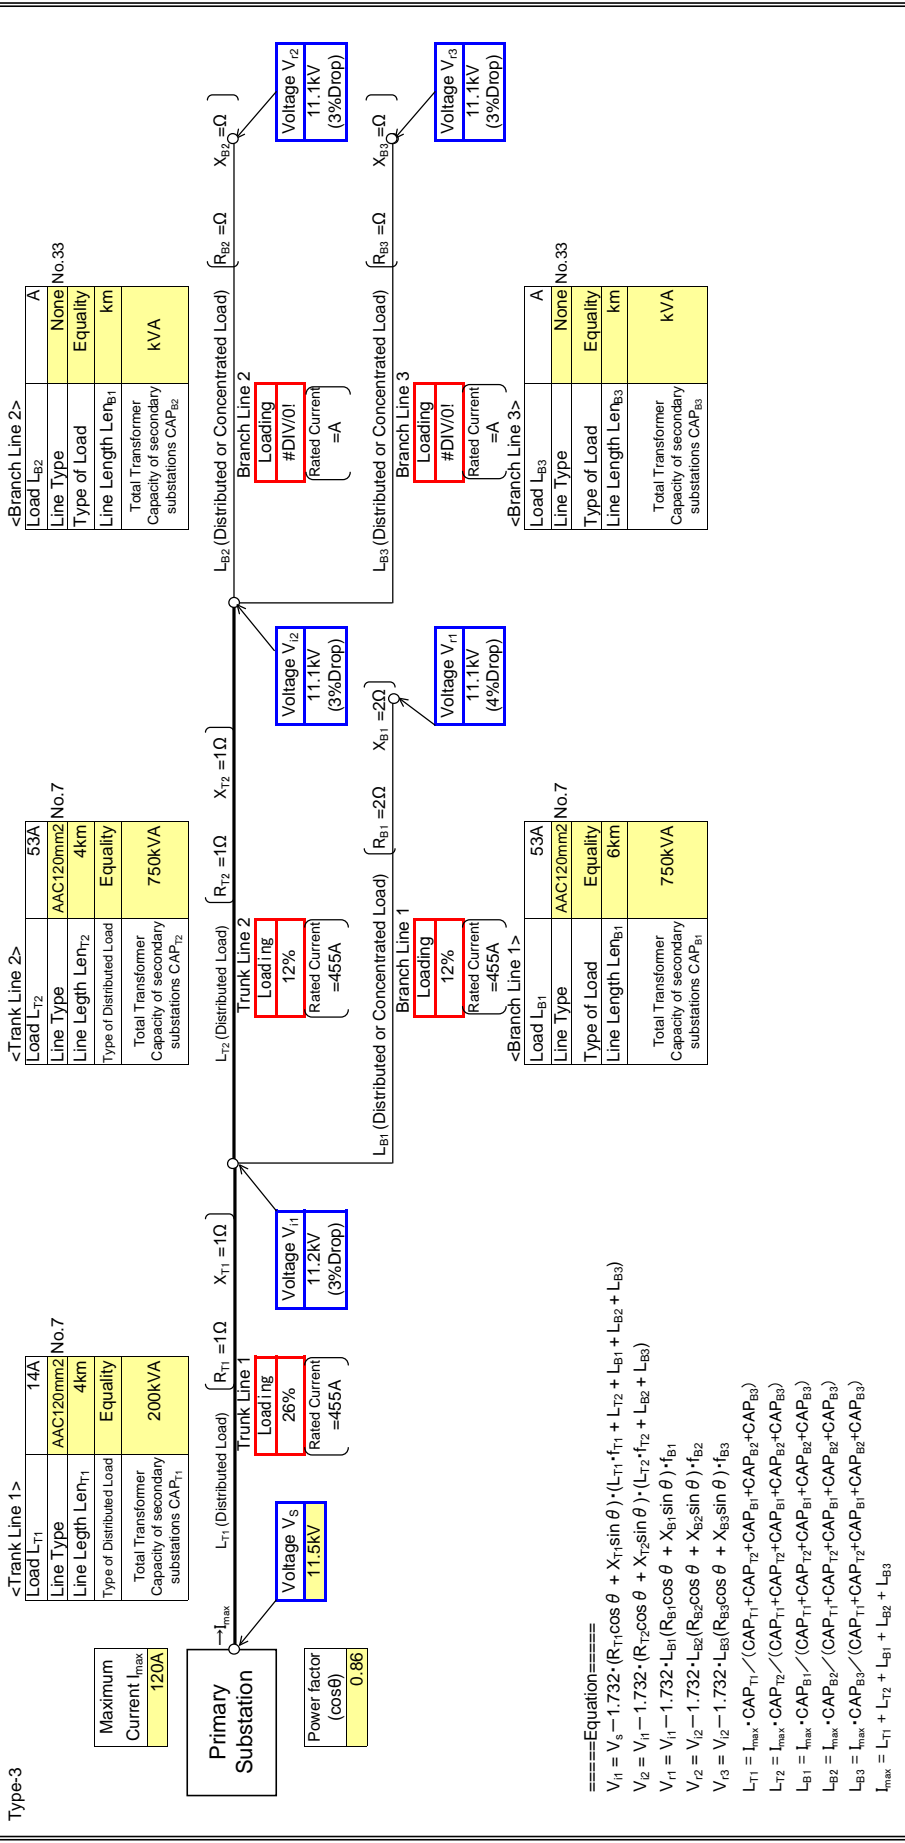 Type-3
Maximum
Current Imax
120A
Primary
Substation
Power factor
(cosθ)
0.86
→Imax
Voltage VS
11.5kV
<Trank Line 1>
Load LT1 14A
Line Type AAC120mm2 No.7
Line Legth LenT1 4km
Type of Distributed Load Equality
Total Transformer
Capacity of secondary
substations CAPT1
200kVA
LT1 (Distributed Load) (RT1 =1Ω XT1 =1Ω)
Trunk Line 1
Loading
26%
Rated Current
=455A
Voltage Vi1
11.2kV
(3%Drop)
<Trank Line 2>
Load LT2 53A
Line Type AAC120mm2 No.7
Line Legth LenT2 4km
Type of Distributed Load Equality
Total Transformer
Capacity of secondary
substations CAPT2
750kVA
LT2 (Distributed Load) (RT2 =1Ω XT2 =1Ω)
Trunk Line 2
Loading
12%
Rated Current
=455A
Voltage Vi2
11.1kV
(3%Drop)
LB1 (Distributed or Concentrated Load) (RB1 =2Ω XB1 =2Ω)
Branch Line 1
Loading
12%
Rated Current
=455A
Voltage Vr1
11.1kV
(4%Drop)
<Branch Line 1>
Load LB1 53A
Line Type AAC120mm2 No.7
Type of Load Equality
Line Length LenB1 6km
Total Transformer
Capacity of secondary
substations CAPB1
750kVA
<Branch Line 2>
Load LB2 A
Line Type None No.33
Type of Load Equality
Line Length LenB1 km
Total Transformer
Capacity of secondary
substations CAPB2
kVA
LB2 (Distributed or Concentrated Load) (RB2 =Ω XB2 =Ω)
Branch Line 2
Loading
#DIV/0!
Rated Current
=A
Voltage Vr2
11.1kV
(3%Drop)
LB3 (Distributed or Concentrated Load) (RB3 =Ω XB3 =Ω)
Branch Line 3
Loading
#DIV/0!
Rated Current
=A
Voltage Vr3
11.1kV
(3%Drop)
<Branch Line 3>
Load LB3 A
Line Type None No.33
Type of Load Equality
Line Length LenB3 km
Total Transformer
Capacity of secondary
substations CAPB3
kVA
=====Equation=====
Vi1 = Vs－1.732・(RT1cos θ + XT1sin θ)・(LT1・fT1 + LT2 + LB1 + LB2 + LB3)
Vi2 = Vi1－1.732・(RT2cos θ + XT2sin θ)・(LT2・fT2 + LB2 + LB3)
Vr1 = Vi1－1.732・LB1(RB1cos θ + XB1sin θ)・fB1
Vr2 = Vi2－1.732・LB2(RB2cos θ + XB2sin θ)・fB2
Vr3 = Vi2－1.732・LB3(RB3cos θ + XB3sin θ)・fB3
LT1 = Imax・CAPT1／(CAPT1+CAPT2+CAPB1+CAPB2+CAPB3)
LT2 = Imax・CAPT2／(CAPT1+CAPT2+CAPB1+CAPB2+CAPB3)
LB1 = Imax・CAPB1／(CAPT1+CAPT2+CAPB1+CAPB2+CAPB3)
LB2 = Imax・CAPB2／(CAPT1+CAPT2+CAPB1+CAPB2+CAPB3)
LB3 = Imax・CAPB3／(CAPT1+CAPT2+CAPB1+CAPB2+CAPB3)
Imax = LT1 + LT2 + LB1 + LB2 + LB3